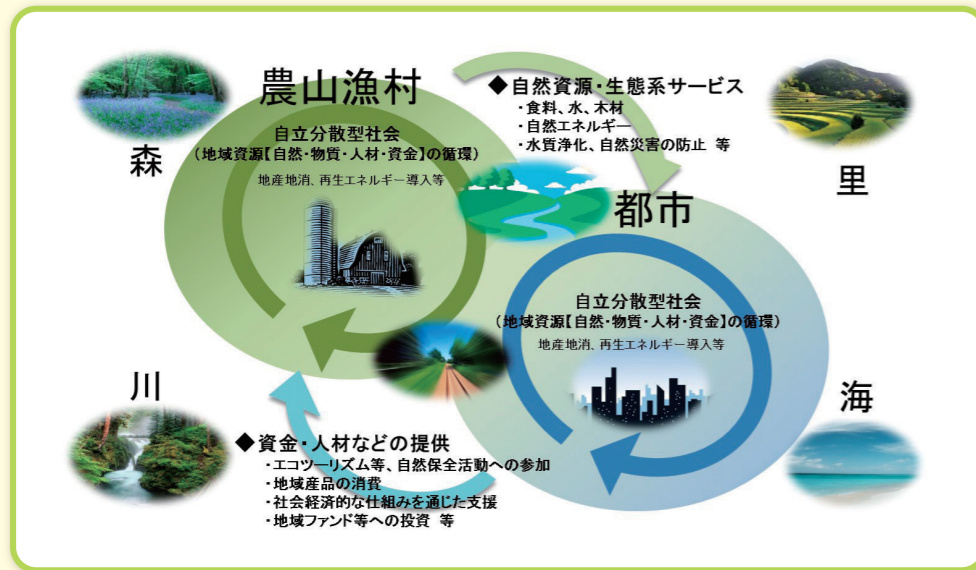 農山漁村
自立分散型社会
(地域資源【自然・物質・人材・資金】の循環)
地産地消、再生エネルギー導入等
森
◆自然資源・生態系サービス
・食料、水、木材
・自然エネルギー
・水質浄化、自然災害の防止 等
里
都市
自立分散型社会
(地域資源【自然・物質・人材・資金】の循環)
地産地消、再生エネルギー導入等
川
海
◆資金・人材などの提供
・エコツーリズム等、自然保全活動への参加
・地域産品の消費
・社会経済的な仕組みを通じた支援
・地域ファンド等への投資 等